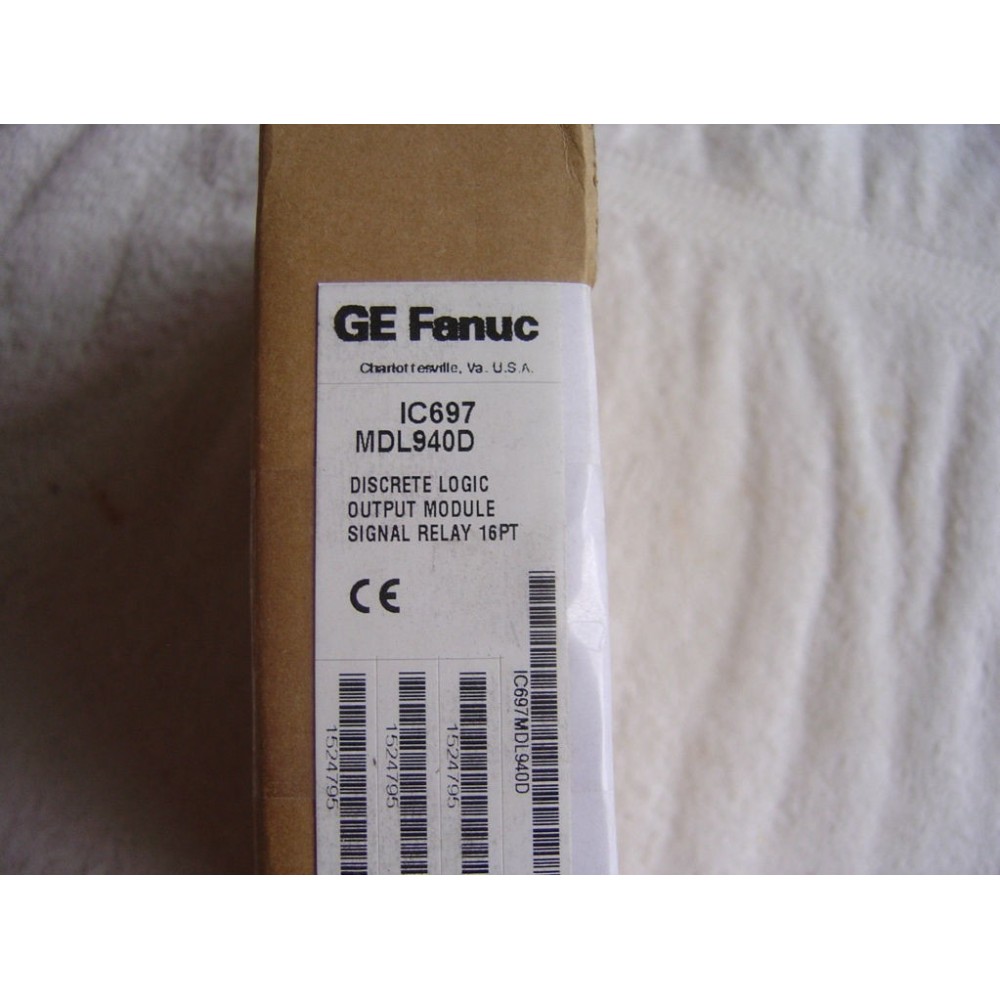 GE Fanuc
Charlottesville, Va. U.S.A.
IC697
MDL940D
DISCRETE LOGIC
OUTPUT MODULE
SIGNAL RELAY 16PT
CE
1524795
1524795
1524795
IC697MDL940D